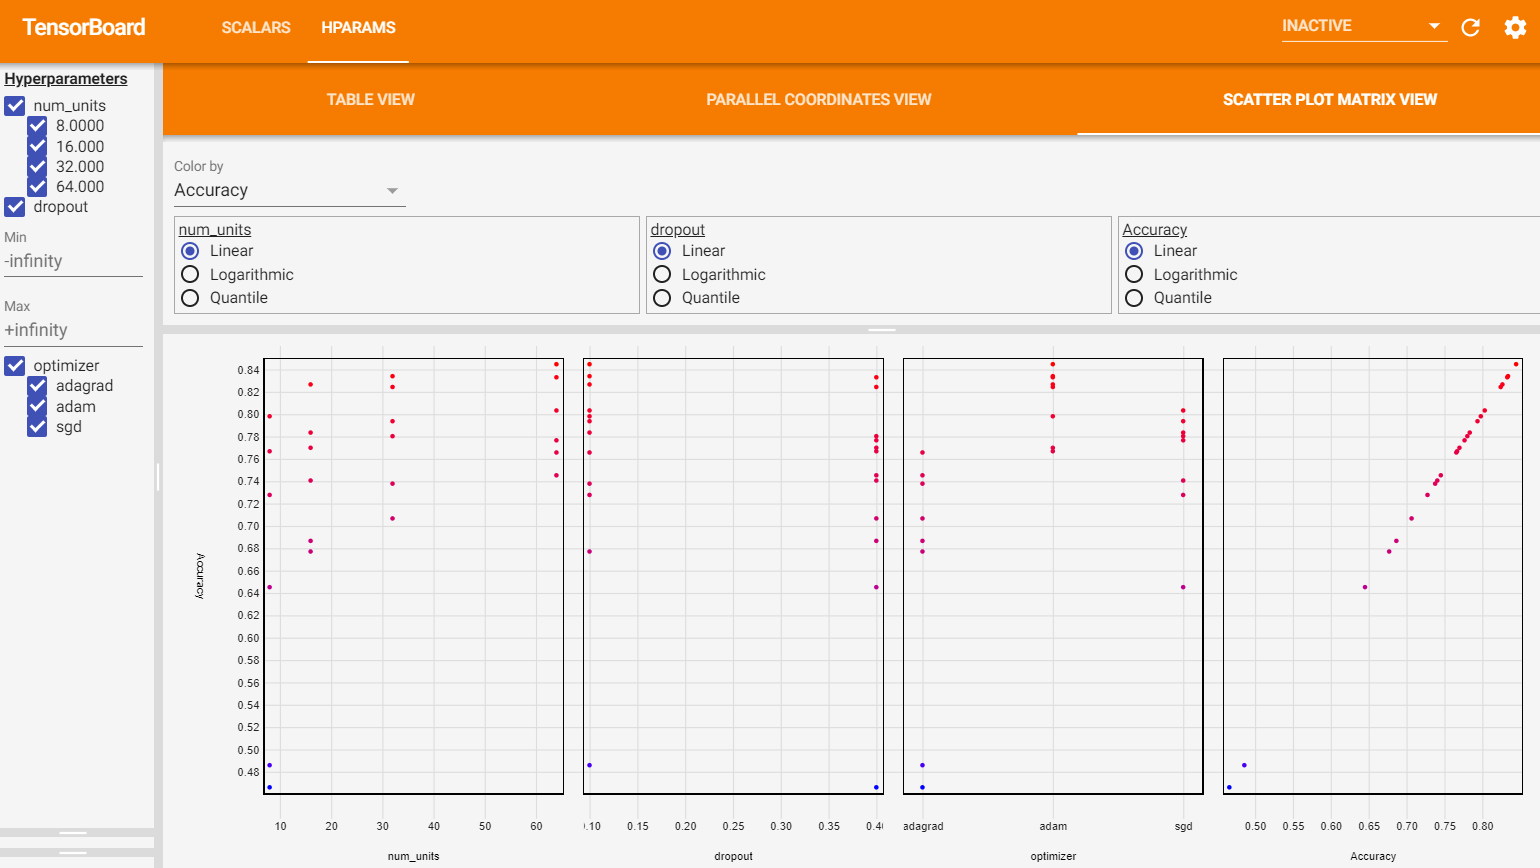 TensorBoard SCALARS HPARAMS INACTIVE
TABLE VIEW PARALLEL COORDINATES VIEW SCATTER PLOT MATRIX VIEW
Hyperparameters
num_units
8.0000
16.000
32.000
64.000
dropout
Min
-infinity
Max
+infinity
optimizer
adagrad
adam
sgd
Color by
Accuracy
num_units
Linear
Logarithmic
Quantile
dropout
Linear
Logarithmic
Quantile
Accuracy
Linear
Logarithmic
Quantile
0.84
0.82
0.80
0.78
0.76
0.74
0.72
0.70
0.68
0.66
0.64
0.62
0.60
0.58
0.56
0.54
0.52
0.50
0.48
Accuracy
10 20 30 40 50 60
num_units
.10 0.15 0.20 0.25 0.30 0.35 0.4
dropout
adagrad adam sgd
optimizer
0.50 0.55 0.60 0.65 0.70 0.75 0.80
Accuracy